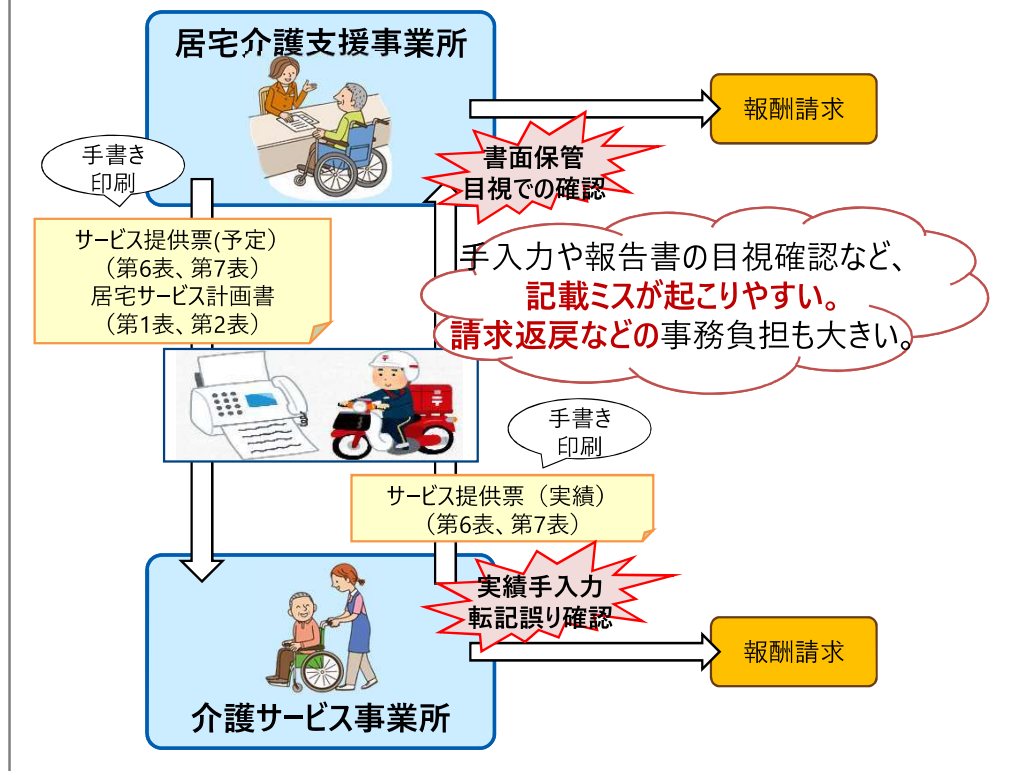 居宅介護支援事業所
報酬請求
手書き
印刷
書面保管
目視での確認
サービス提供票(予定）
（第6表、第7表）
居宅サービス計画書
（第1表、第2表）
手入力や報告書の目視確認など、
記載ミスが起こりやすい。
請求返戻などの事務負担も大きい。
手書き
印刷
サービス提供票（実績）
（第6表、第7表）
実績手入力
転記誤り確認
報酬請求
介護サービス事業所